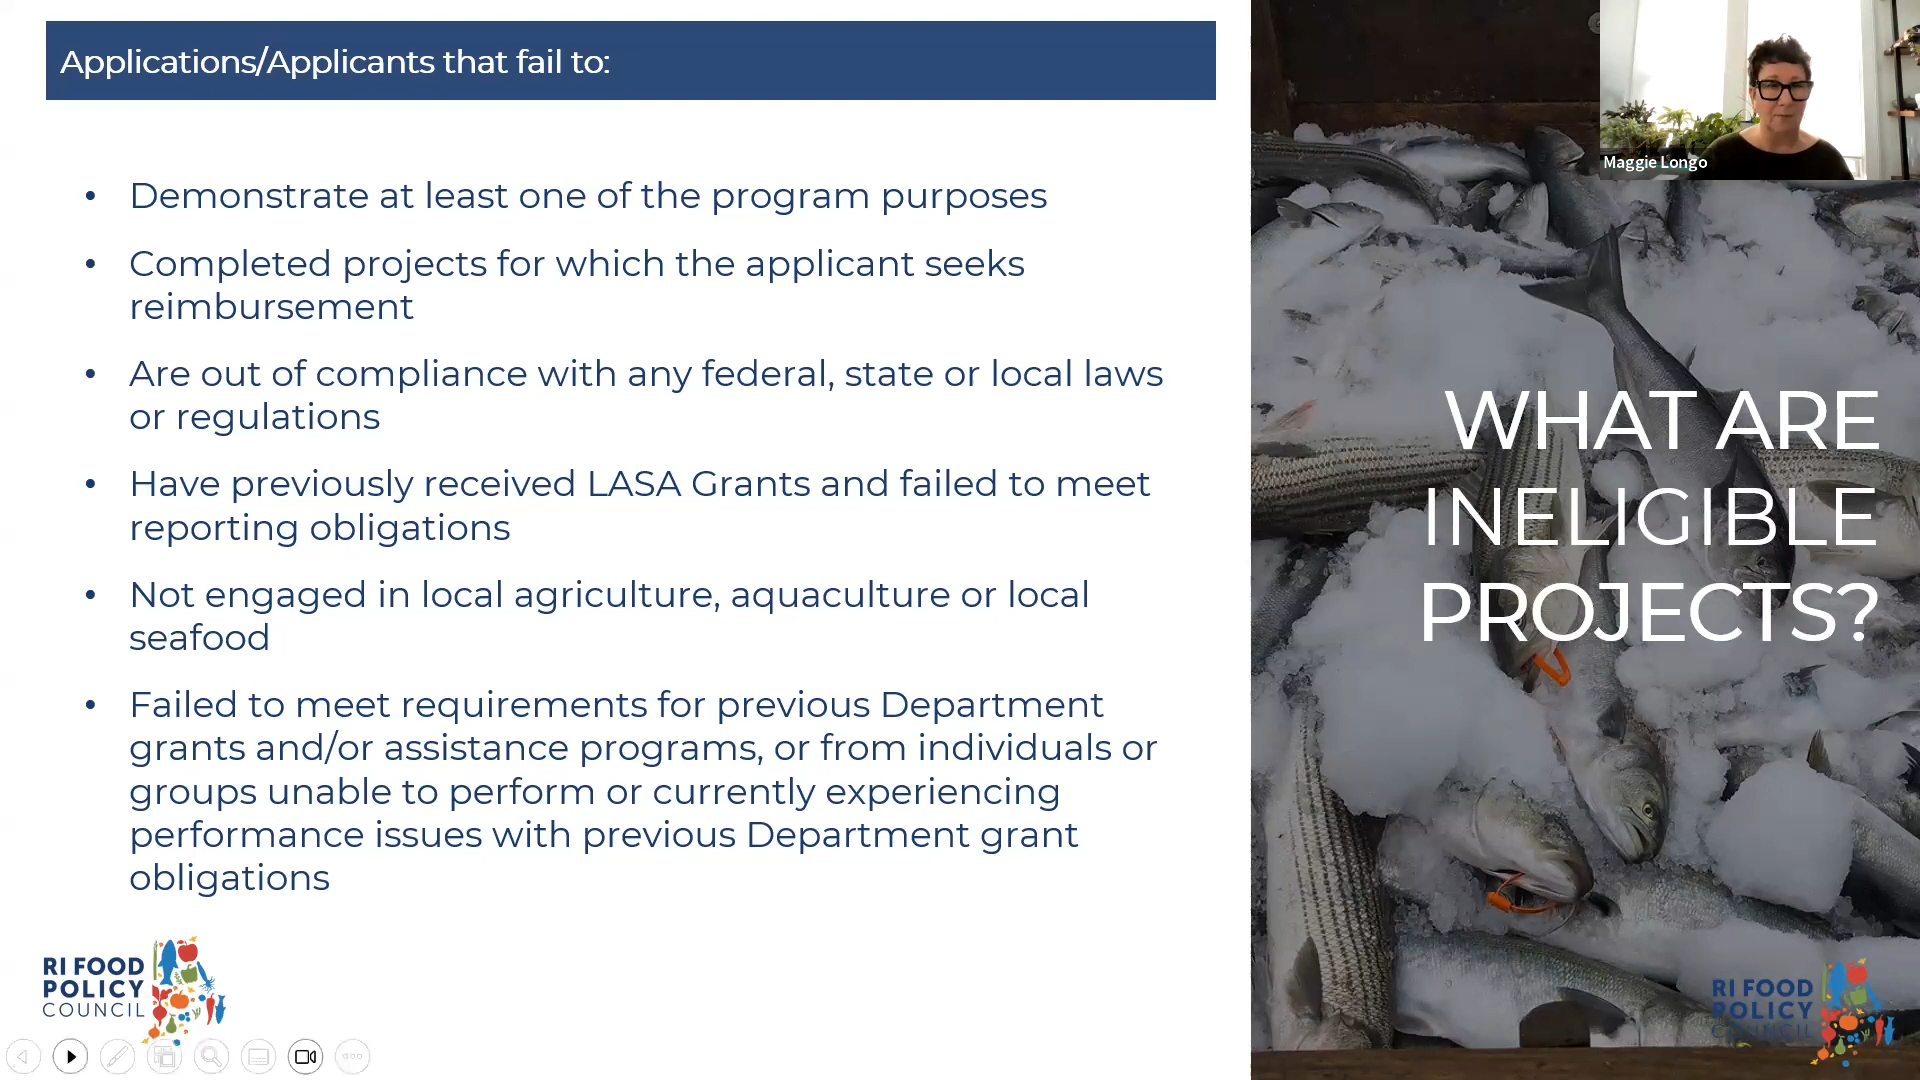 Applications/Applicants that fail to:
• Demonstrate at least one of the program purposes
• Completed projects for which the applicant seeks
reimbursement
• Are out of compliance with any federal, state or local laws
or regulations
• Have previously received LASA Grants and failed to meet
reporting obligations
• Not engaged in local agriculture, aquaculture or local
seafood
• Failed to meet requirements for previous Department
grants and/or assistance programs, or from individuals or
groups unable to perform or currently experiencing
performance issues with previous Department grant
obligations
RI FOOD
POLICY
COUNCIL
Maggie Longo
WHAT ARE
INELIGIBLE
PROJECTS?
RI FOOD
POLICY
COUNCIL